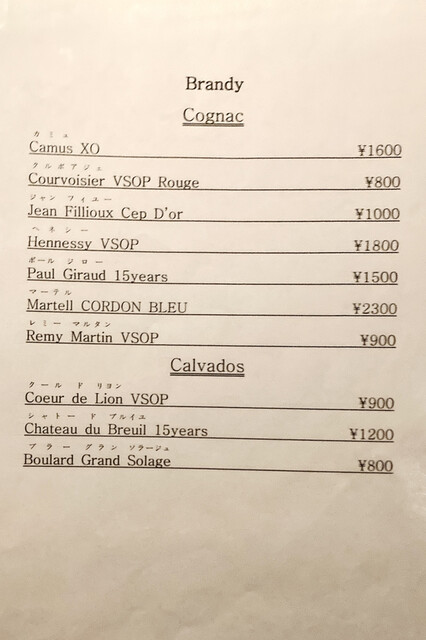 Brandy
Cognac
カミュ
Camus XO ¥1600
クルボアジェ
Courvoisier VSOP Rouge ¥800
ジャン フィユー
Jean Fillioux Cep D'or ¥1000
ヘネシー
Hennessy VSOP ¥1800
ポール ジロー
Paul Giraud 15years ¥1500
マーテル
Martell CORDON BLEU ¥2300
レミー マルタン
Remy Martin VSOP ¥900
Calvados
クール ド リヨン
Coeur de Lion VSOP ¥900
シャトー ド ブルイユ
Chateau du Breuil 15years ¥1200
ブラー グラン ソラージュ
Boulard Grand Solage ¥800